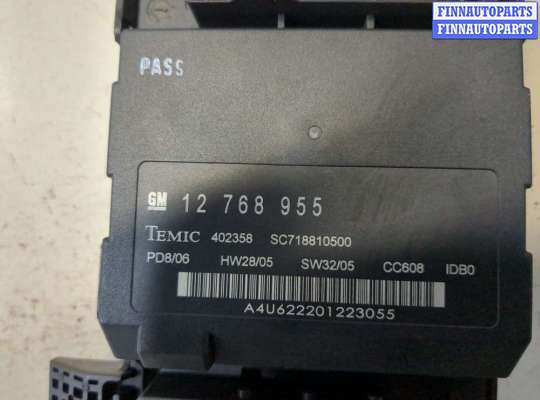 FINNAUTOPARTS
FINNAUTOPARTS
PASS
GM 12 768 955
TEMIC 402358 SC718810500
PD8/06 HW28/05 SW32/05 CC608 IDB0
A4U622201223055